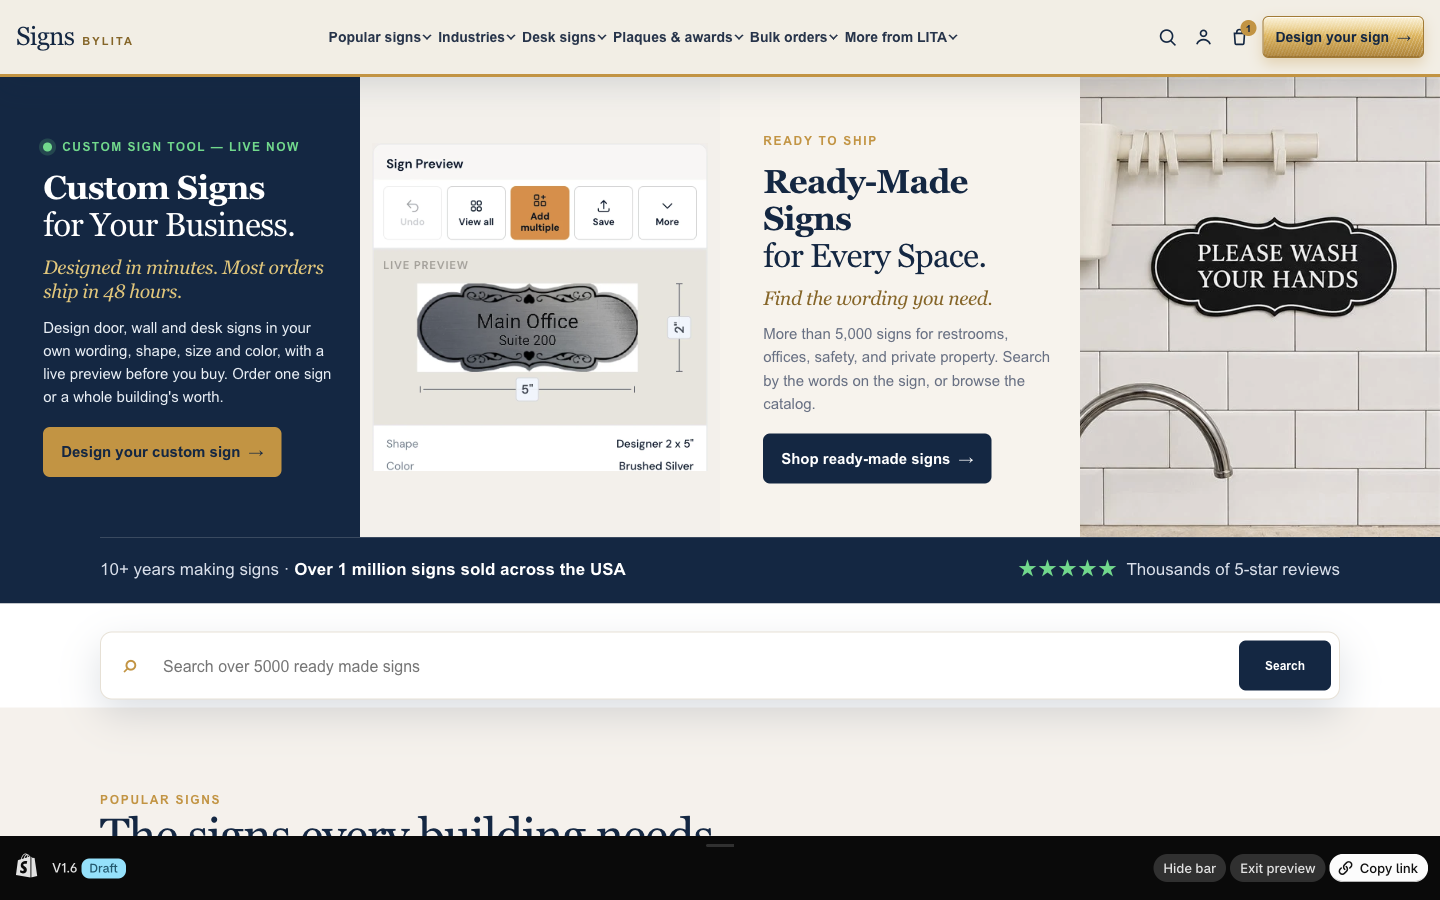 Signs BYLITA
Popular signs Industries Desk signs Plaques & awards Bulk orders More from LITA
1
Design your sign →
CUSTOM SIGN TOOL — LIVE NOW
Custom Signs
for Your Business.
Designed in minutes. Most orders
ship in 48 hours.
Design door, wall and desk signs in your
own wording, shape, size and color, with a
live preview before you buy. Order one sign
or a whole building's worth.
Design your custom sign →
Sign Preview
Undo
View all
Add
multiple
Save
More
LIVE PREVIEW
Main Office
Suite 200
2"
5"
Shape Designer 2 x 5"
Color Brushed Silver
READY TO SHIP
Ready-Made
Signs
for Every Space.
Find the wording you need.
More than 5,000 signs for restrooms,
offices, safety, and private property. Search
by the words on the sign, or browse the
catalog.
Shop ready-made signs →
PLEASE WASH
YOUR HANDS
10+ years making signs · Over 1 million signs sold across the USA
★★★★★ Thousands of 5-star reviews
Search over 5000 ready made signs
Search
POPULAR SIGNS
The signs every building needs
V1.6 Draft
Hide bar
Exit preview
Copy link